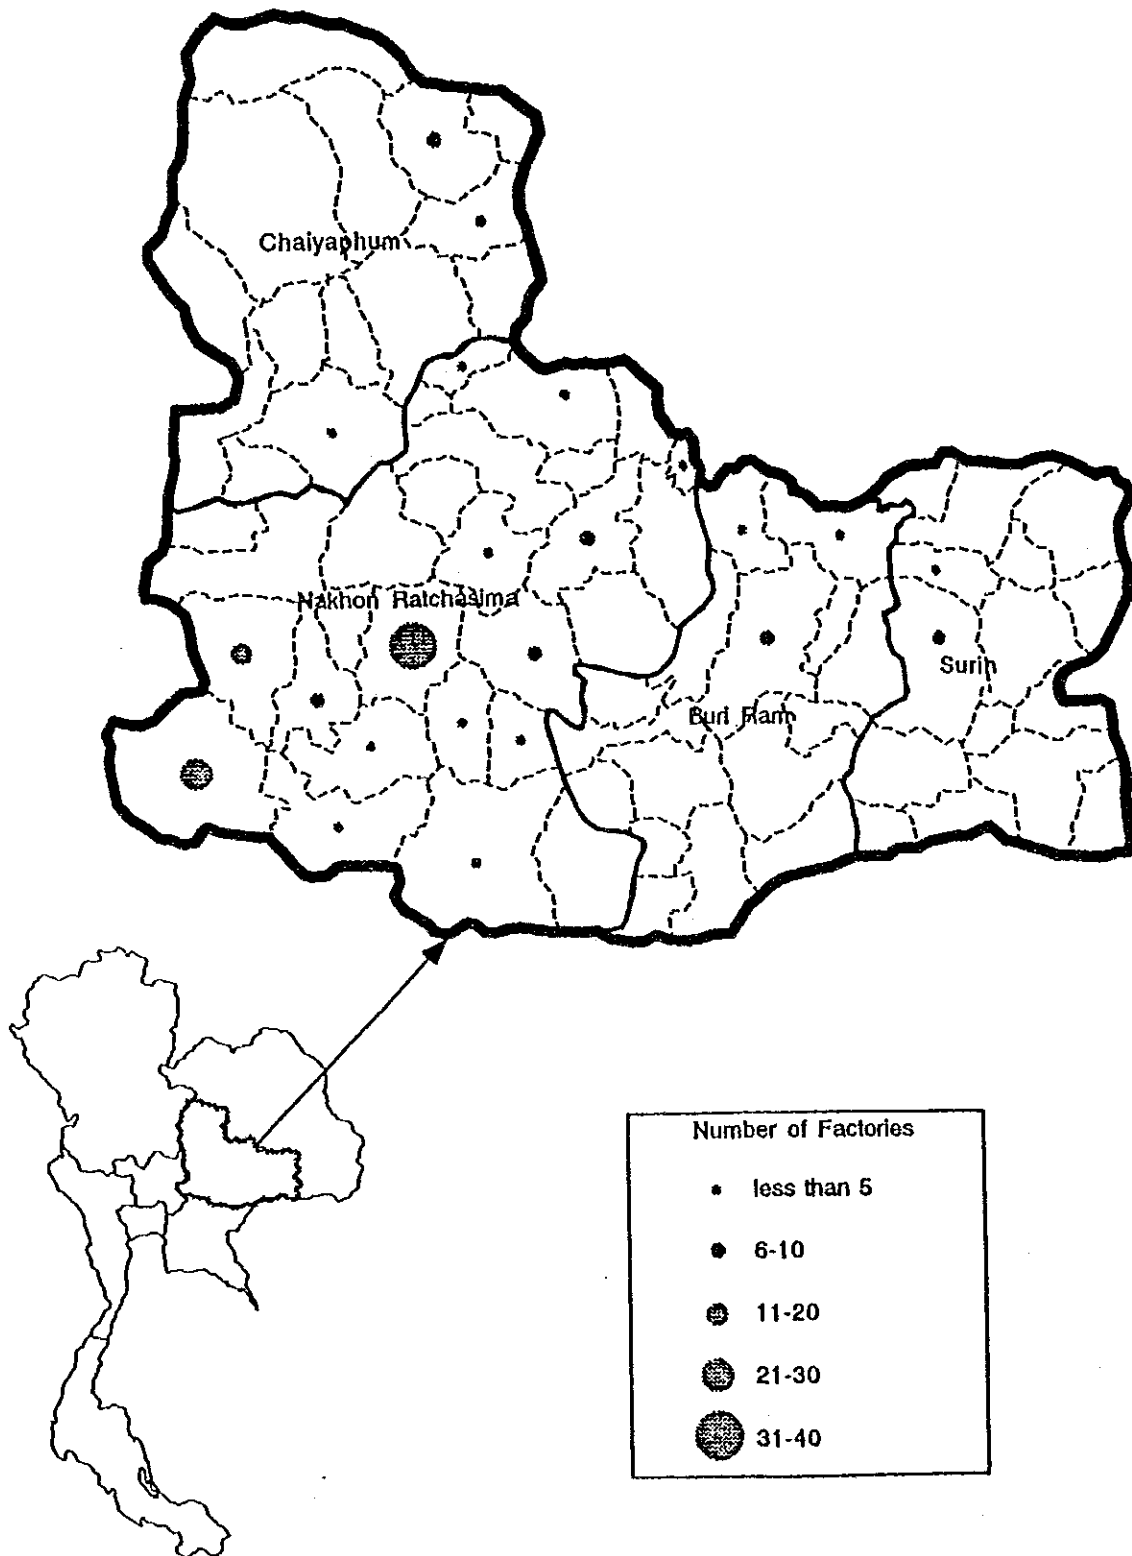 Chaiyaphum
Nakhon Ratchasima
Surin
Buri Ram
Number of Factories
less than 5
6-10
11-20
21-30
31-40